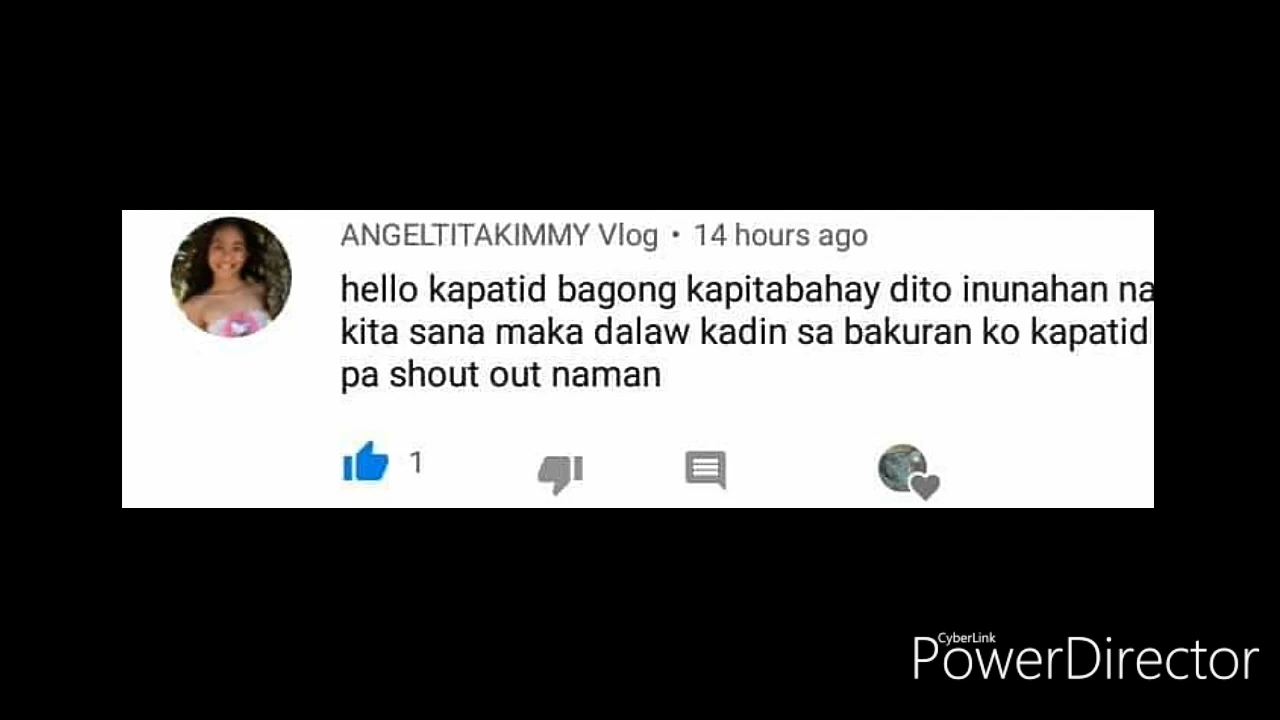 ANGELTITAKIMMY Vlog • 14 hours ago
hello kapatid bagong kapitabahay dito inunahan na
kita sana maka dalaw kadin sa bakuran ko kapatid
pa shout out naman
1
CyberLink
PowerDirector